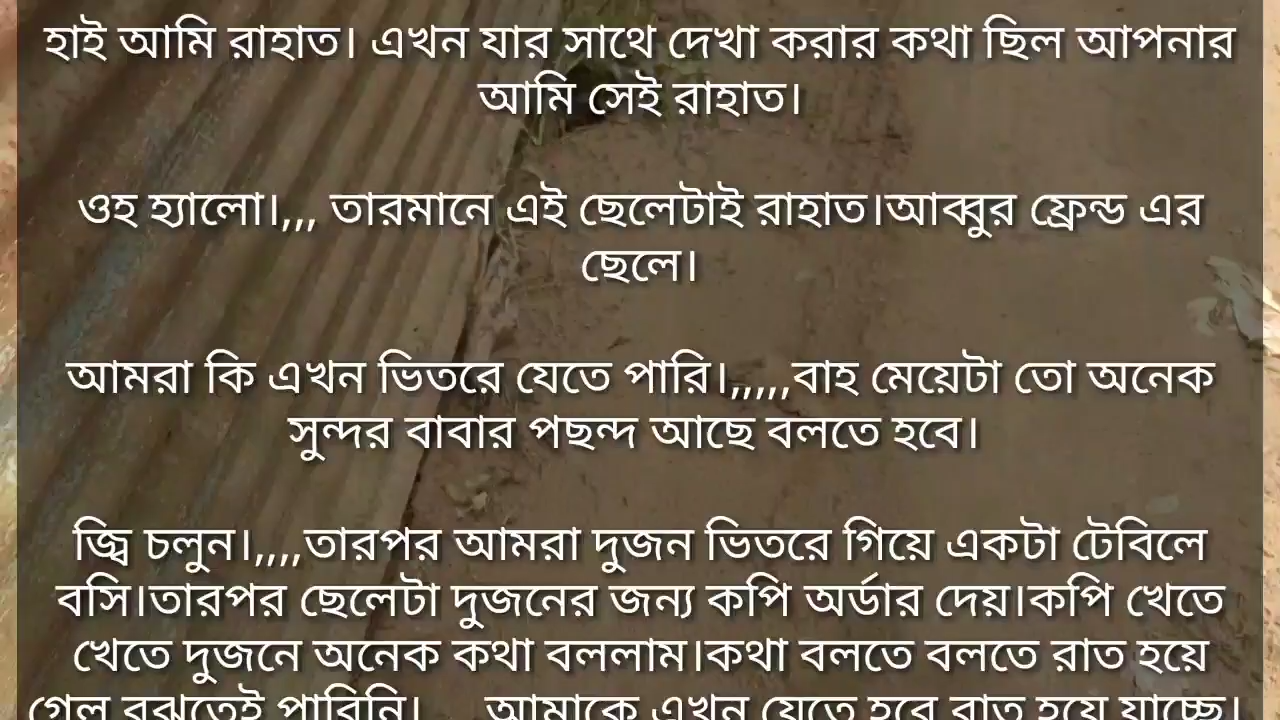 হাই আমি রাহাত। এখন যার সাথে দেখা করার কথা ছিল আপনার
আমি সেই রাহাত।
ওহ হ্যালো।,,, তারমানে এই ছেলেটাই রাহাত।আব্বুর ফ্রেন্ড এর
ছেলে।
আমরা কি এখন ভিতরে যেতে পারি।,,,,,বাহ মেয়েটা তো অনেক
সুন্দর বাবার পছন্দ আছে বলতে হবে।
জ্বি চলুন।,,,,তারপর আমরা দুজন ভিতরে গিয়ে একটা টেবিলে
বসি।তারপর ছেলেটা দুজনের জন্য কপি অর্ডার দেয়।কপি খেতে
খেতে দুজনে অনেক কথা বললাম।কথা বলতে বলতে রাত হয়ে
গেল বুঝতেই পারিনি।,,,,আমাকে এখন যেতে হবে রাত হয়ে যাচ্ছে।